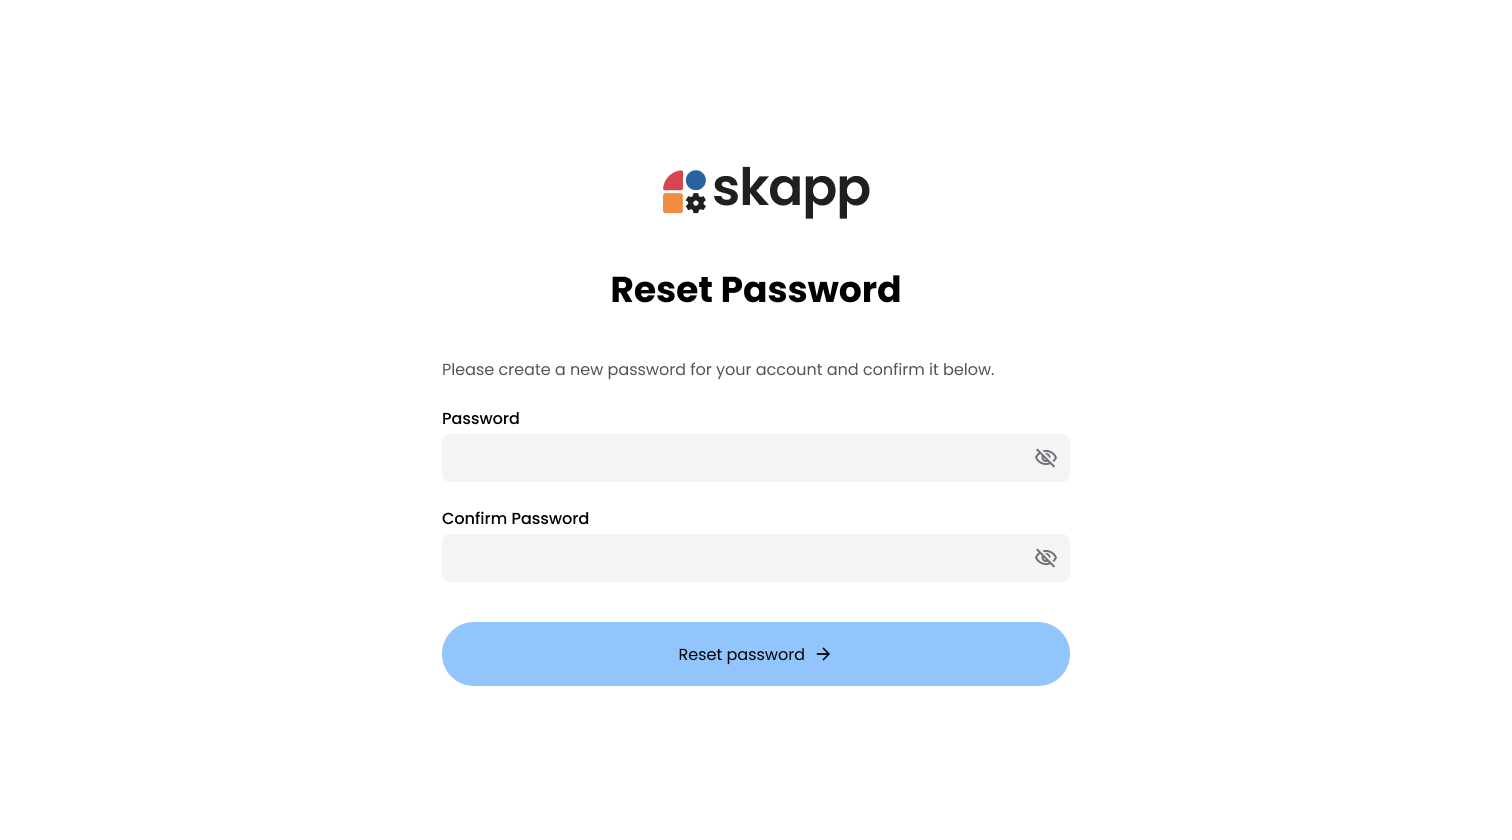 skapp
Reset Password
Please create a new password for your account and confirm it below.
Password
Confirm Password
Reset password